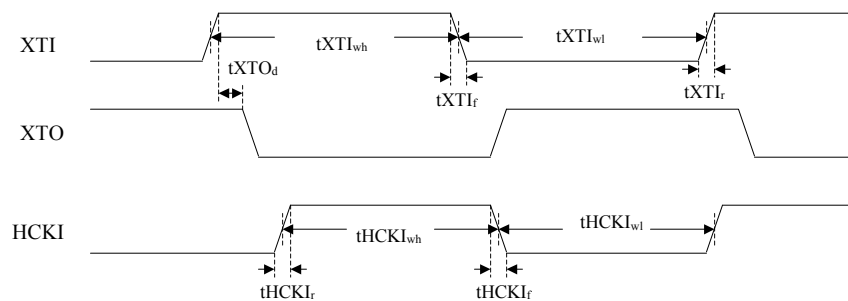 XTI
tXTIwh
tXTIwl
tXTOd
tXTIf
tXTIr
XTO
HCKI
tHCKIwh
tHCKIwl
tHCKIr
tHCKIf